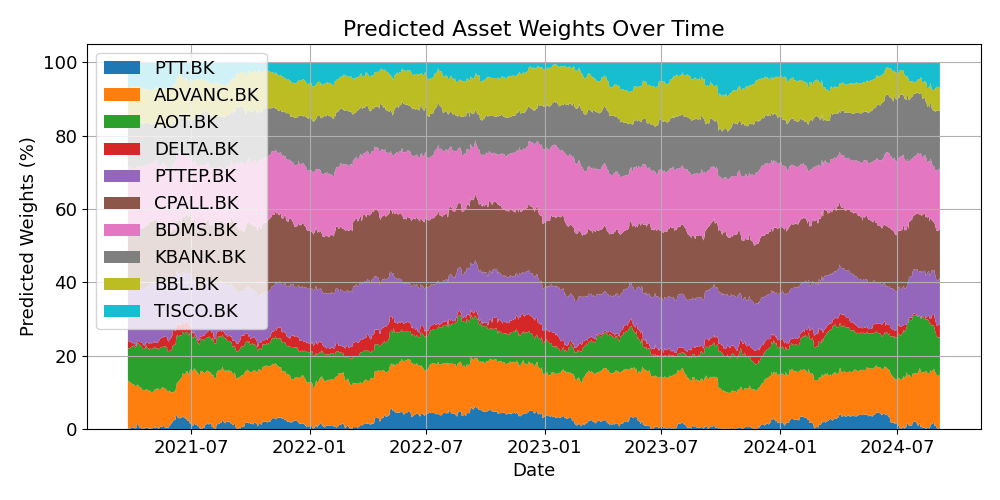 Predicted Asset Weights Over Time
Predicted Weights (%)
100
80
60
40
20
0
PTT.BK
ADVANC.BK
AOT.BK
DELTA.BK
PTTEP.BK
CPALL.BK
BDMS.BK
KBANK.BK
BBL.BK
TISCO.BK
2021-07 2022-01 2022-07 2023-01 2023-07 2024-01 2024-07
Date